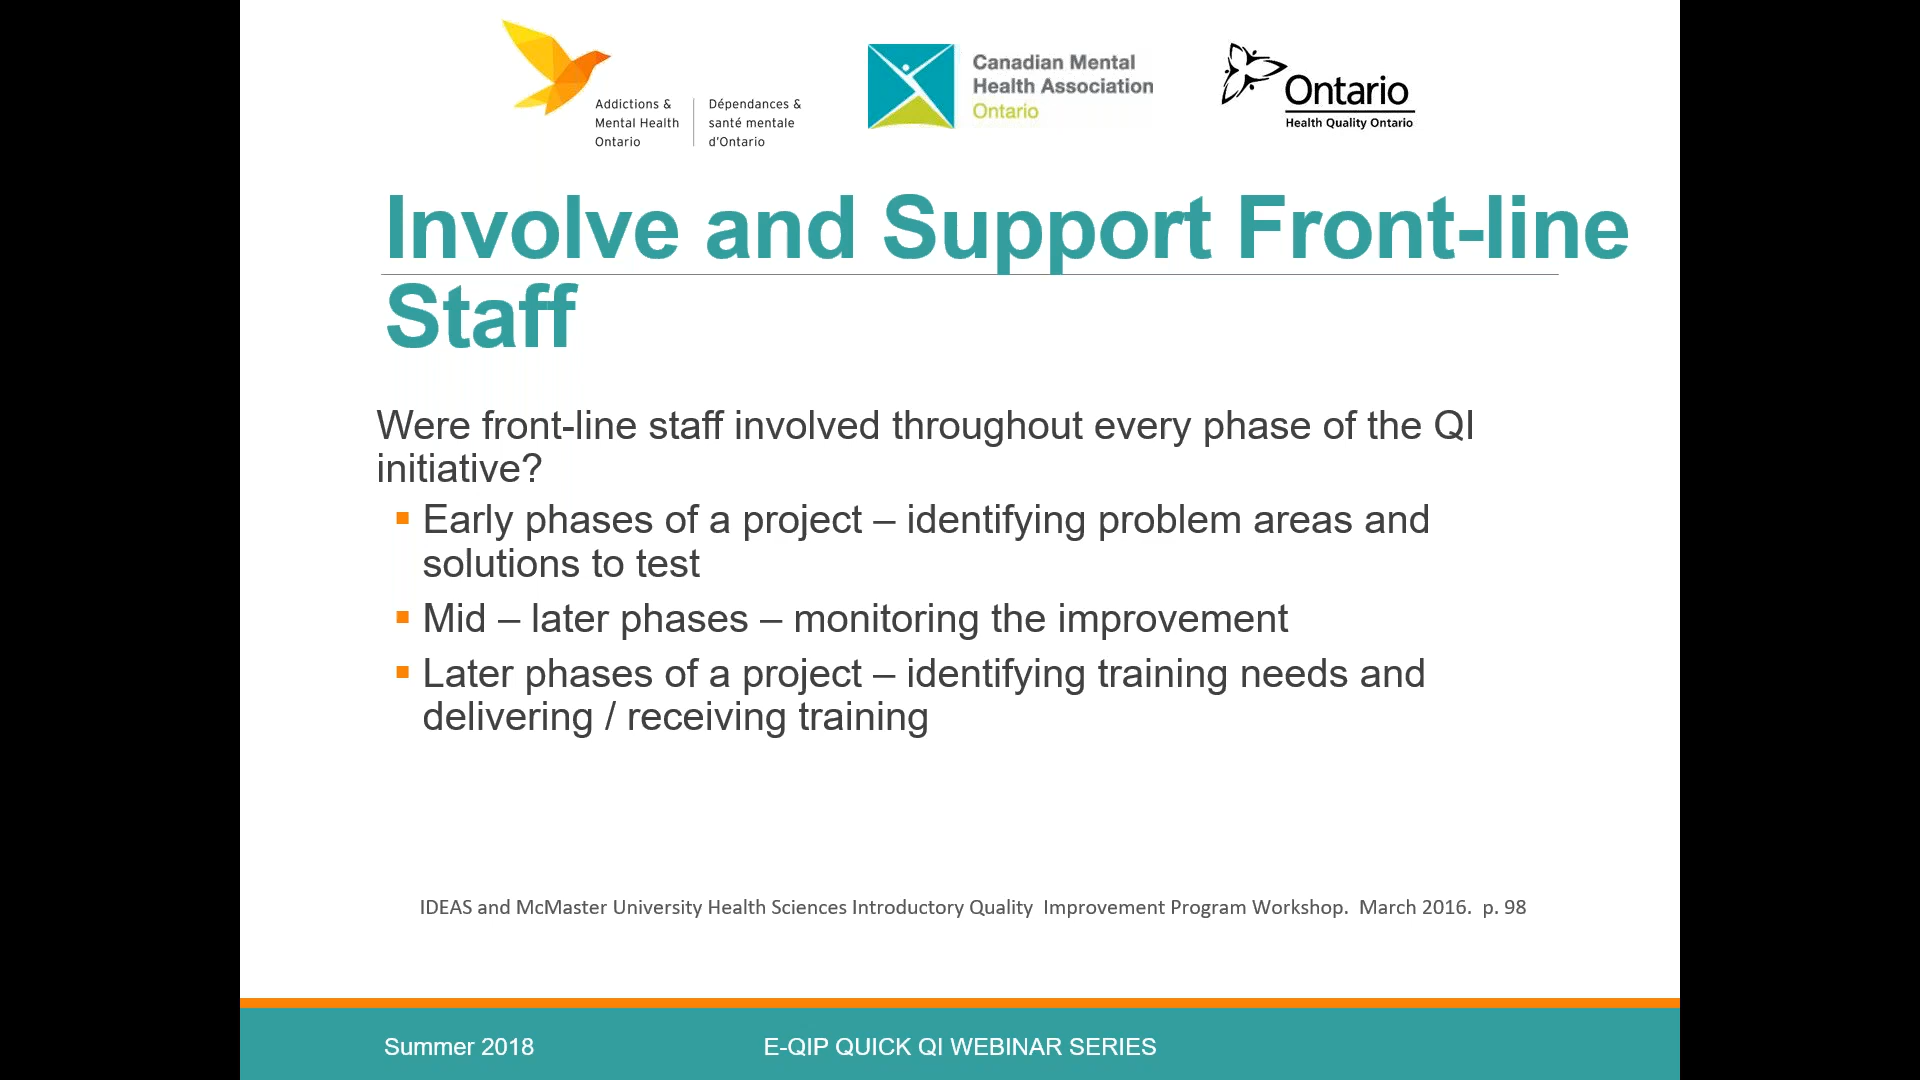 Addictions &
Mental Health
Ontario
Dépendances &
santé mentale
d'Ontario
Canadian Mental
Health Association
Ontario
Ontario
Health Quality Ontario
Involve and Support Front-line
Staff
Were front-line staff involved throughout every phase of the QI
initiative?
▪ Early phases of a project – identifying problem areas and
solutions to test
▪ Mid – later phases – monitoring the improvement
▪ Later phases of a project – identifying training needs and
delivering / receiving training
IDEAS and McMaster University Health Sciences Introductory Quality  Improvement Program Workshop.  March 2016.  p. 98
Summer 2018
E-QIP QUICK QI WEBINAR SERIES